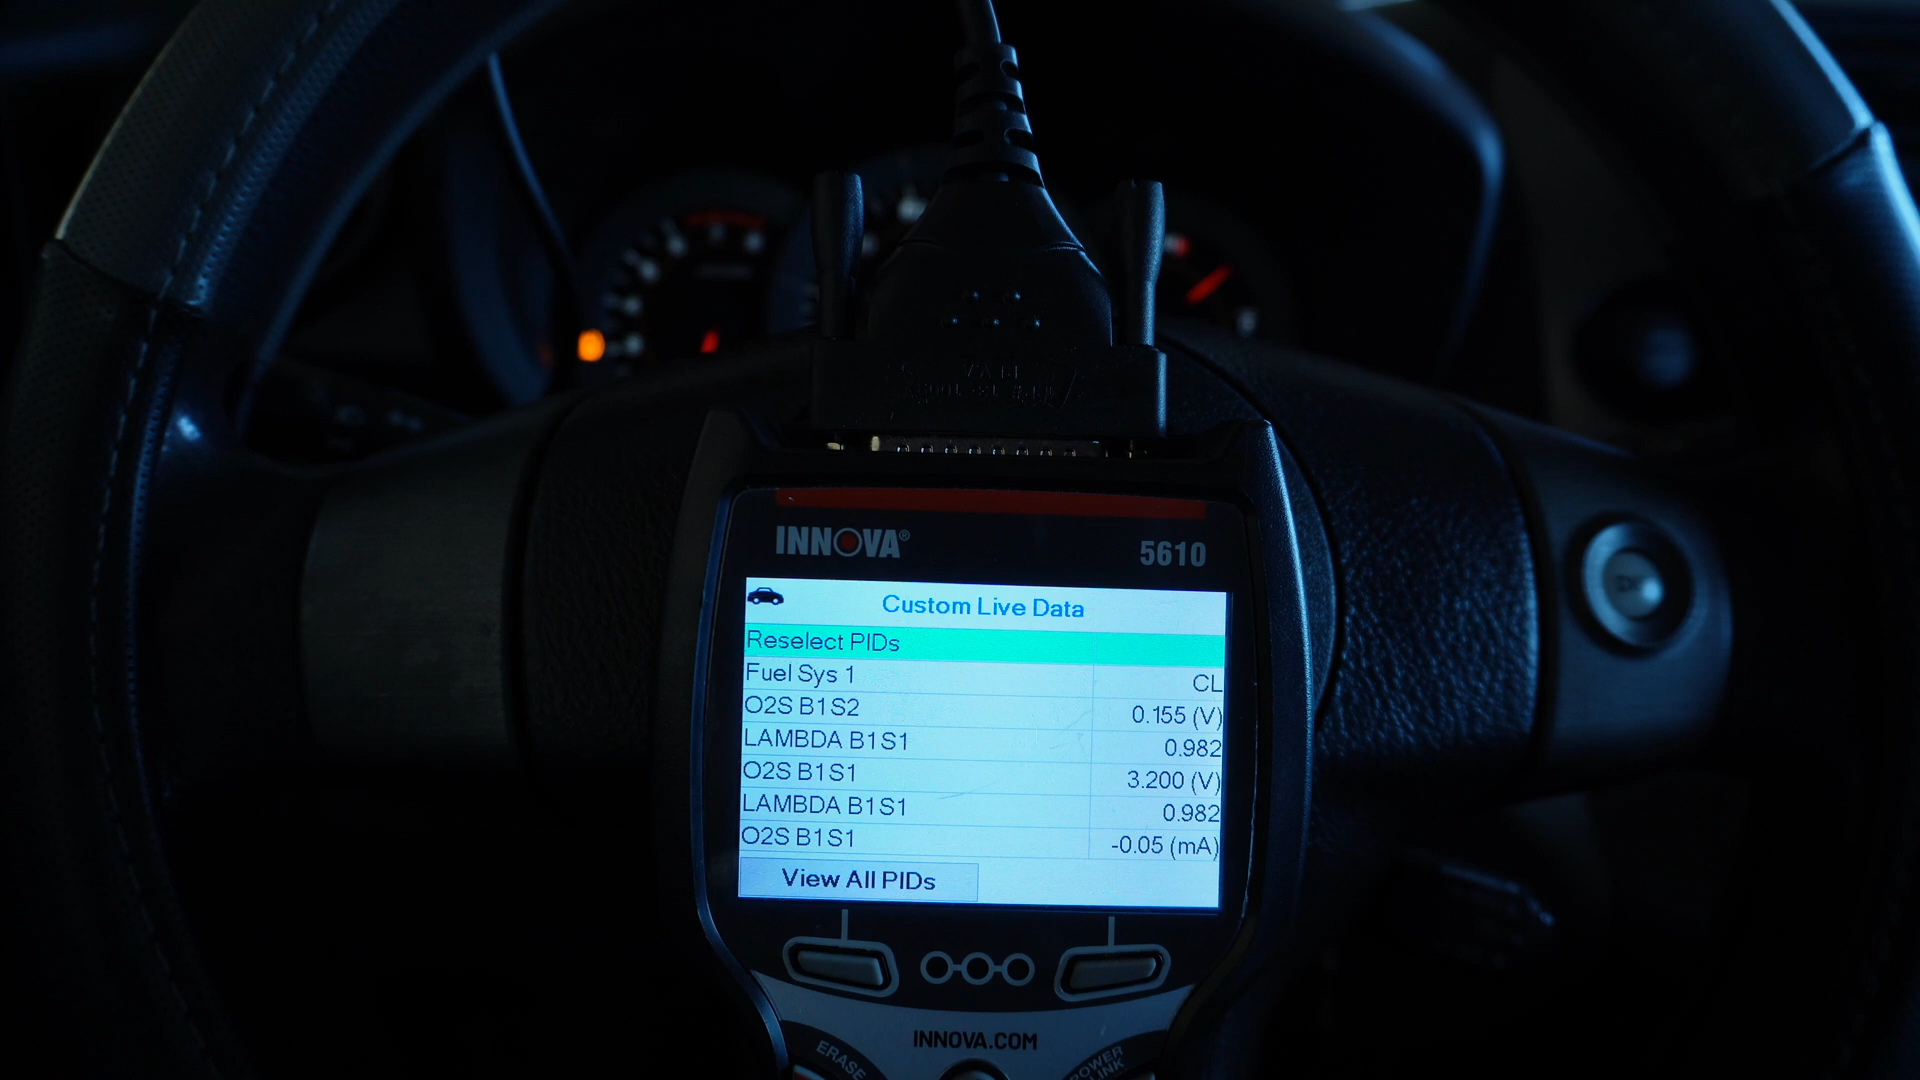 INNOVA®
5610
Custom Live Data
Reselect PIDs
Fuel Sys 1 CL
O2S B1S2 0.155 (V)
LAMBDA B1S1 0.982
O2S B1S1 3.200 (V)
LAMBDA B1S1 0.982
O2S B1S1 -0.05 (mA)
View All PIDs
INNOVA.COM
ERASE
POWER
LINK